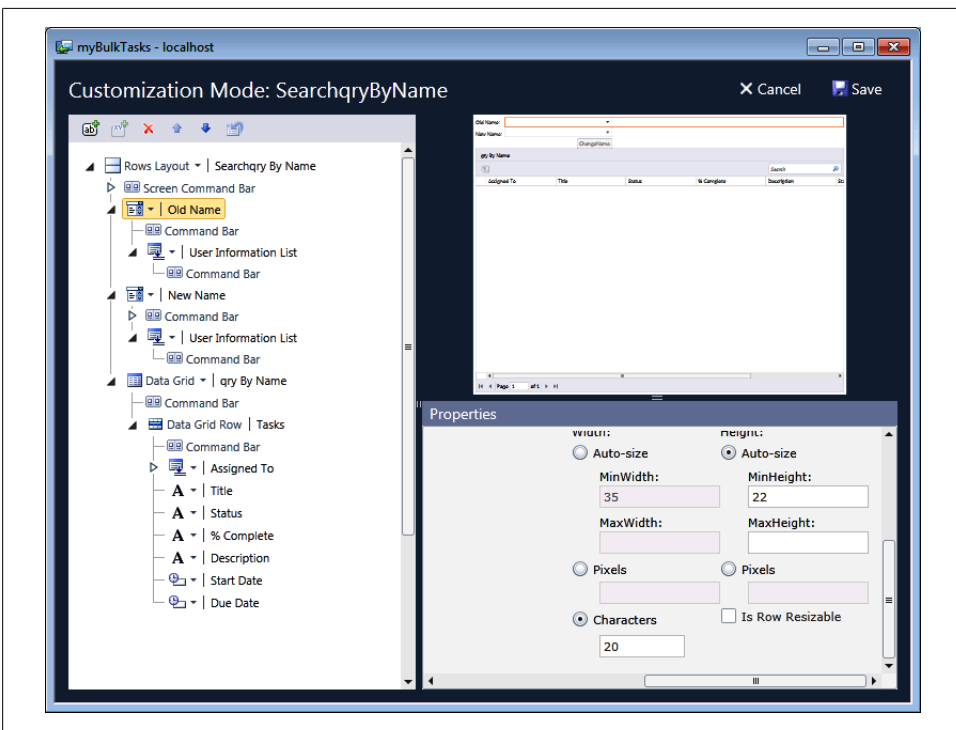 myBulkTasks - localhost
Customization Mode: SearchqryByName
Cancel
Save
Rows Layout | Searchqry By Name
Screen Command Bar
| Old Name
Command Bar
| User Information List
Command Bar
| New Name
Command Bar
| User Information List
Command Bar
Data Grid | qry By Name
Command Bar
Data Grid Row | Tasks
Command Bar
| Assigned To
A | Title
A | Status
A | % Complete
A | Description
| Start Date
| Due Date
Old Name:
New Name:
ChangeName
qry By Name
Search
Assigned To Title Status % Complete Description Sta
Page 1 of 1
Properties
Width: Height:
Auto-size Auto-size
MinWidth: MinHeight:
35 22
MaxWidth: MaxHeight:
Pixels Pixels
Characters Is Row Resizable
20